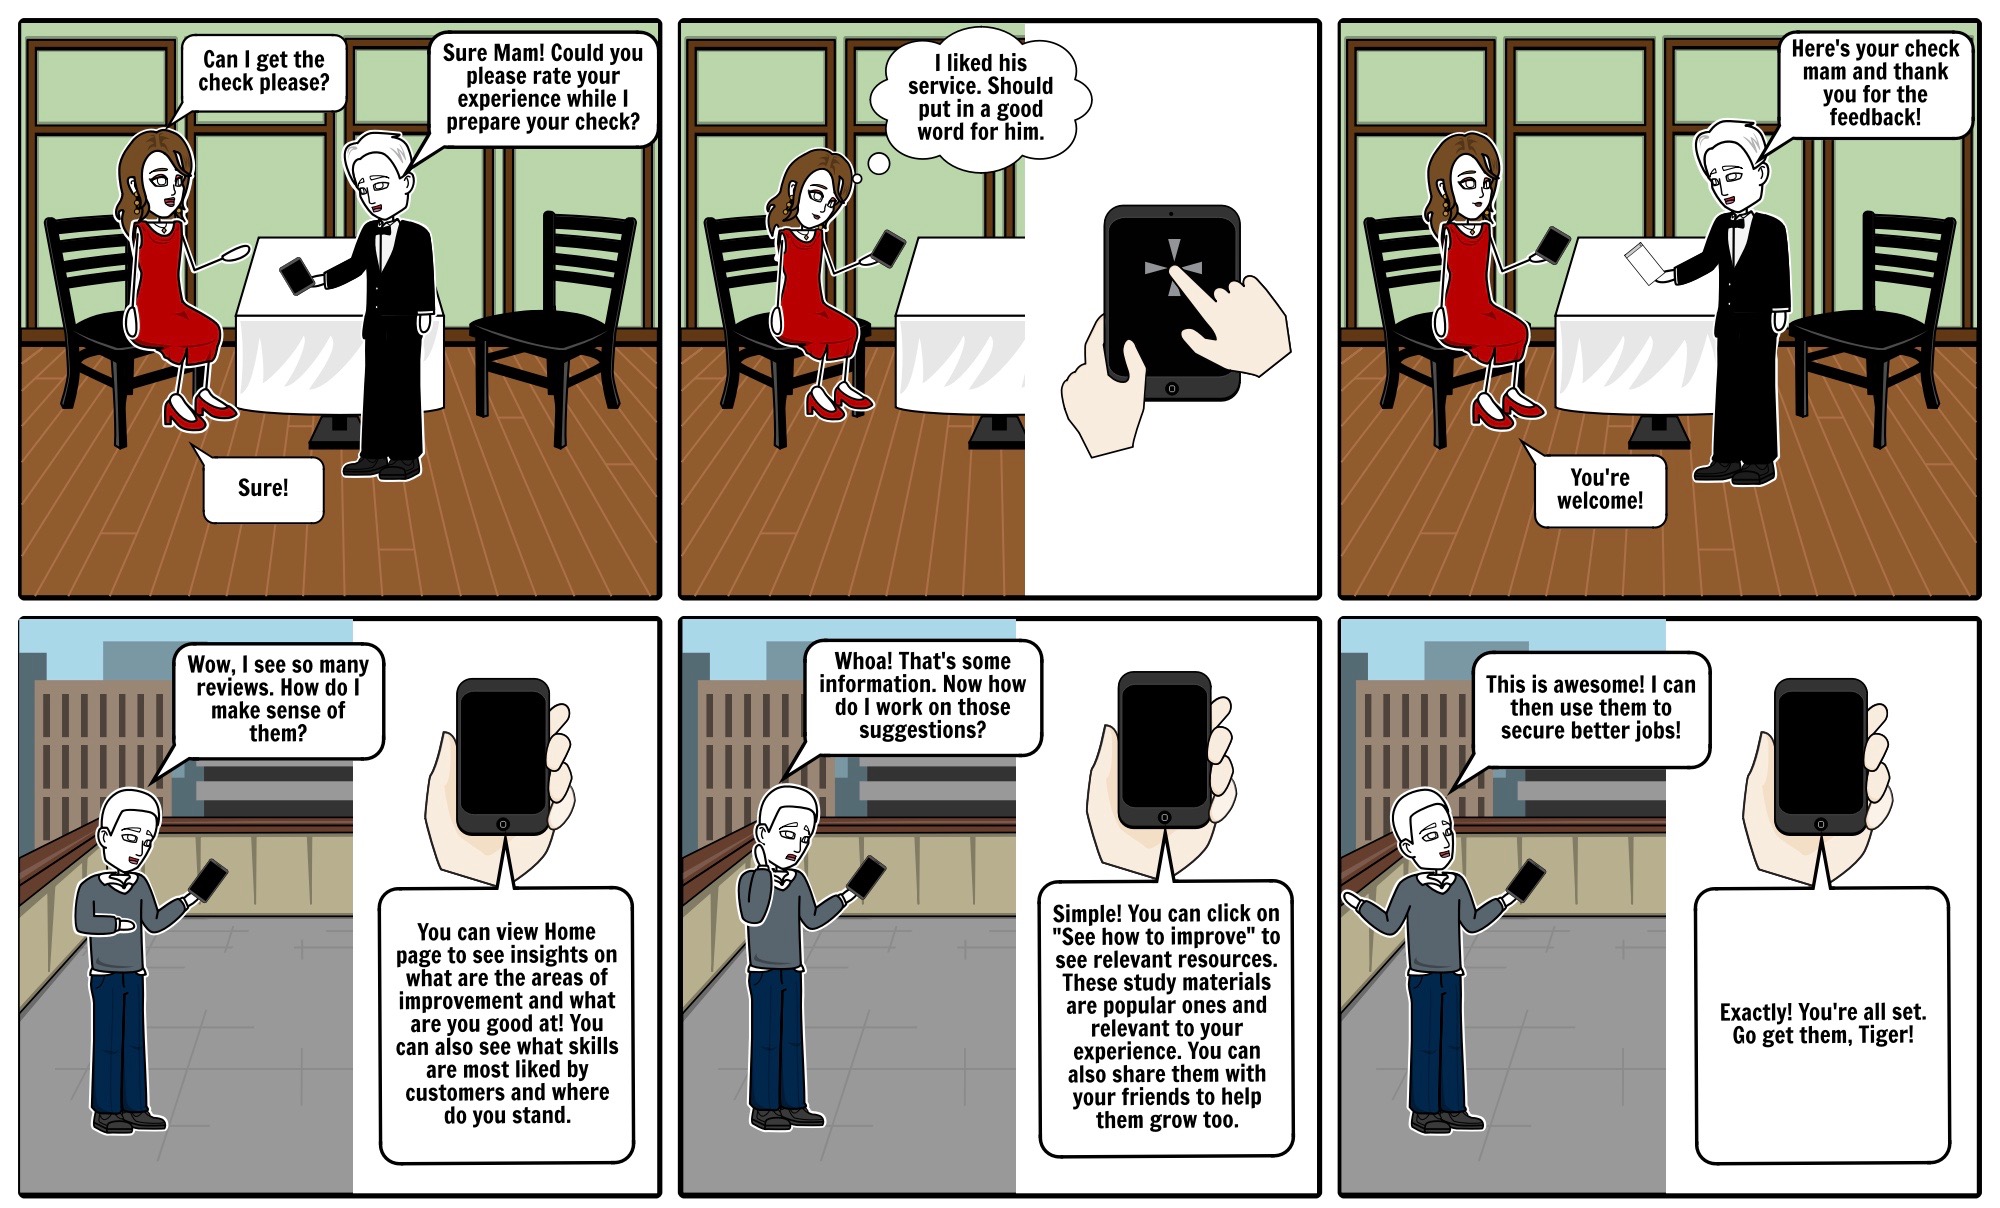 Can I get the
check please?
Sure Mam! Could you
please rate your
experience while I
prepare your check?
Sure!
I liked his
service. Should
put in a good
word for him.
Here's your check
mam and thank
you for the
feedback!
You're
welcome!
Wow, I see so many
reviews. How do I
make sense of
them?
You can view Home
page to see insights on
what are the areas of
improvement and what
are you good at! You
can also see what skills
are most liked by
customers and where
do you stand.
Whoa! That's some
information. Now how
do I work on those
suggestions?
Simple! You can click on
"See how to improve" to
see relevant resources.
These study materials
are popular ones and
relevant to your
experience. You can
also share them with
your friends to help
them grow too.
This is awesome! I can
then use them to
secure better jobs!
Exactly! You're all set.
Go get them, Tiger!